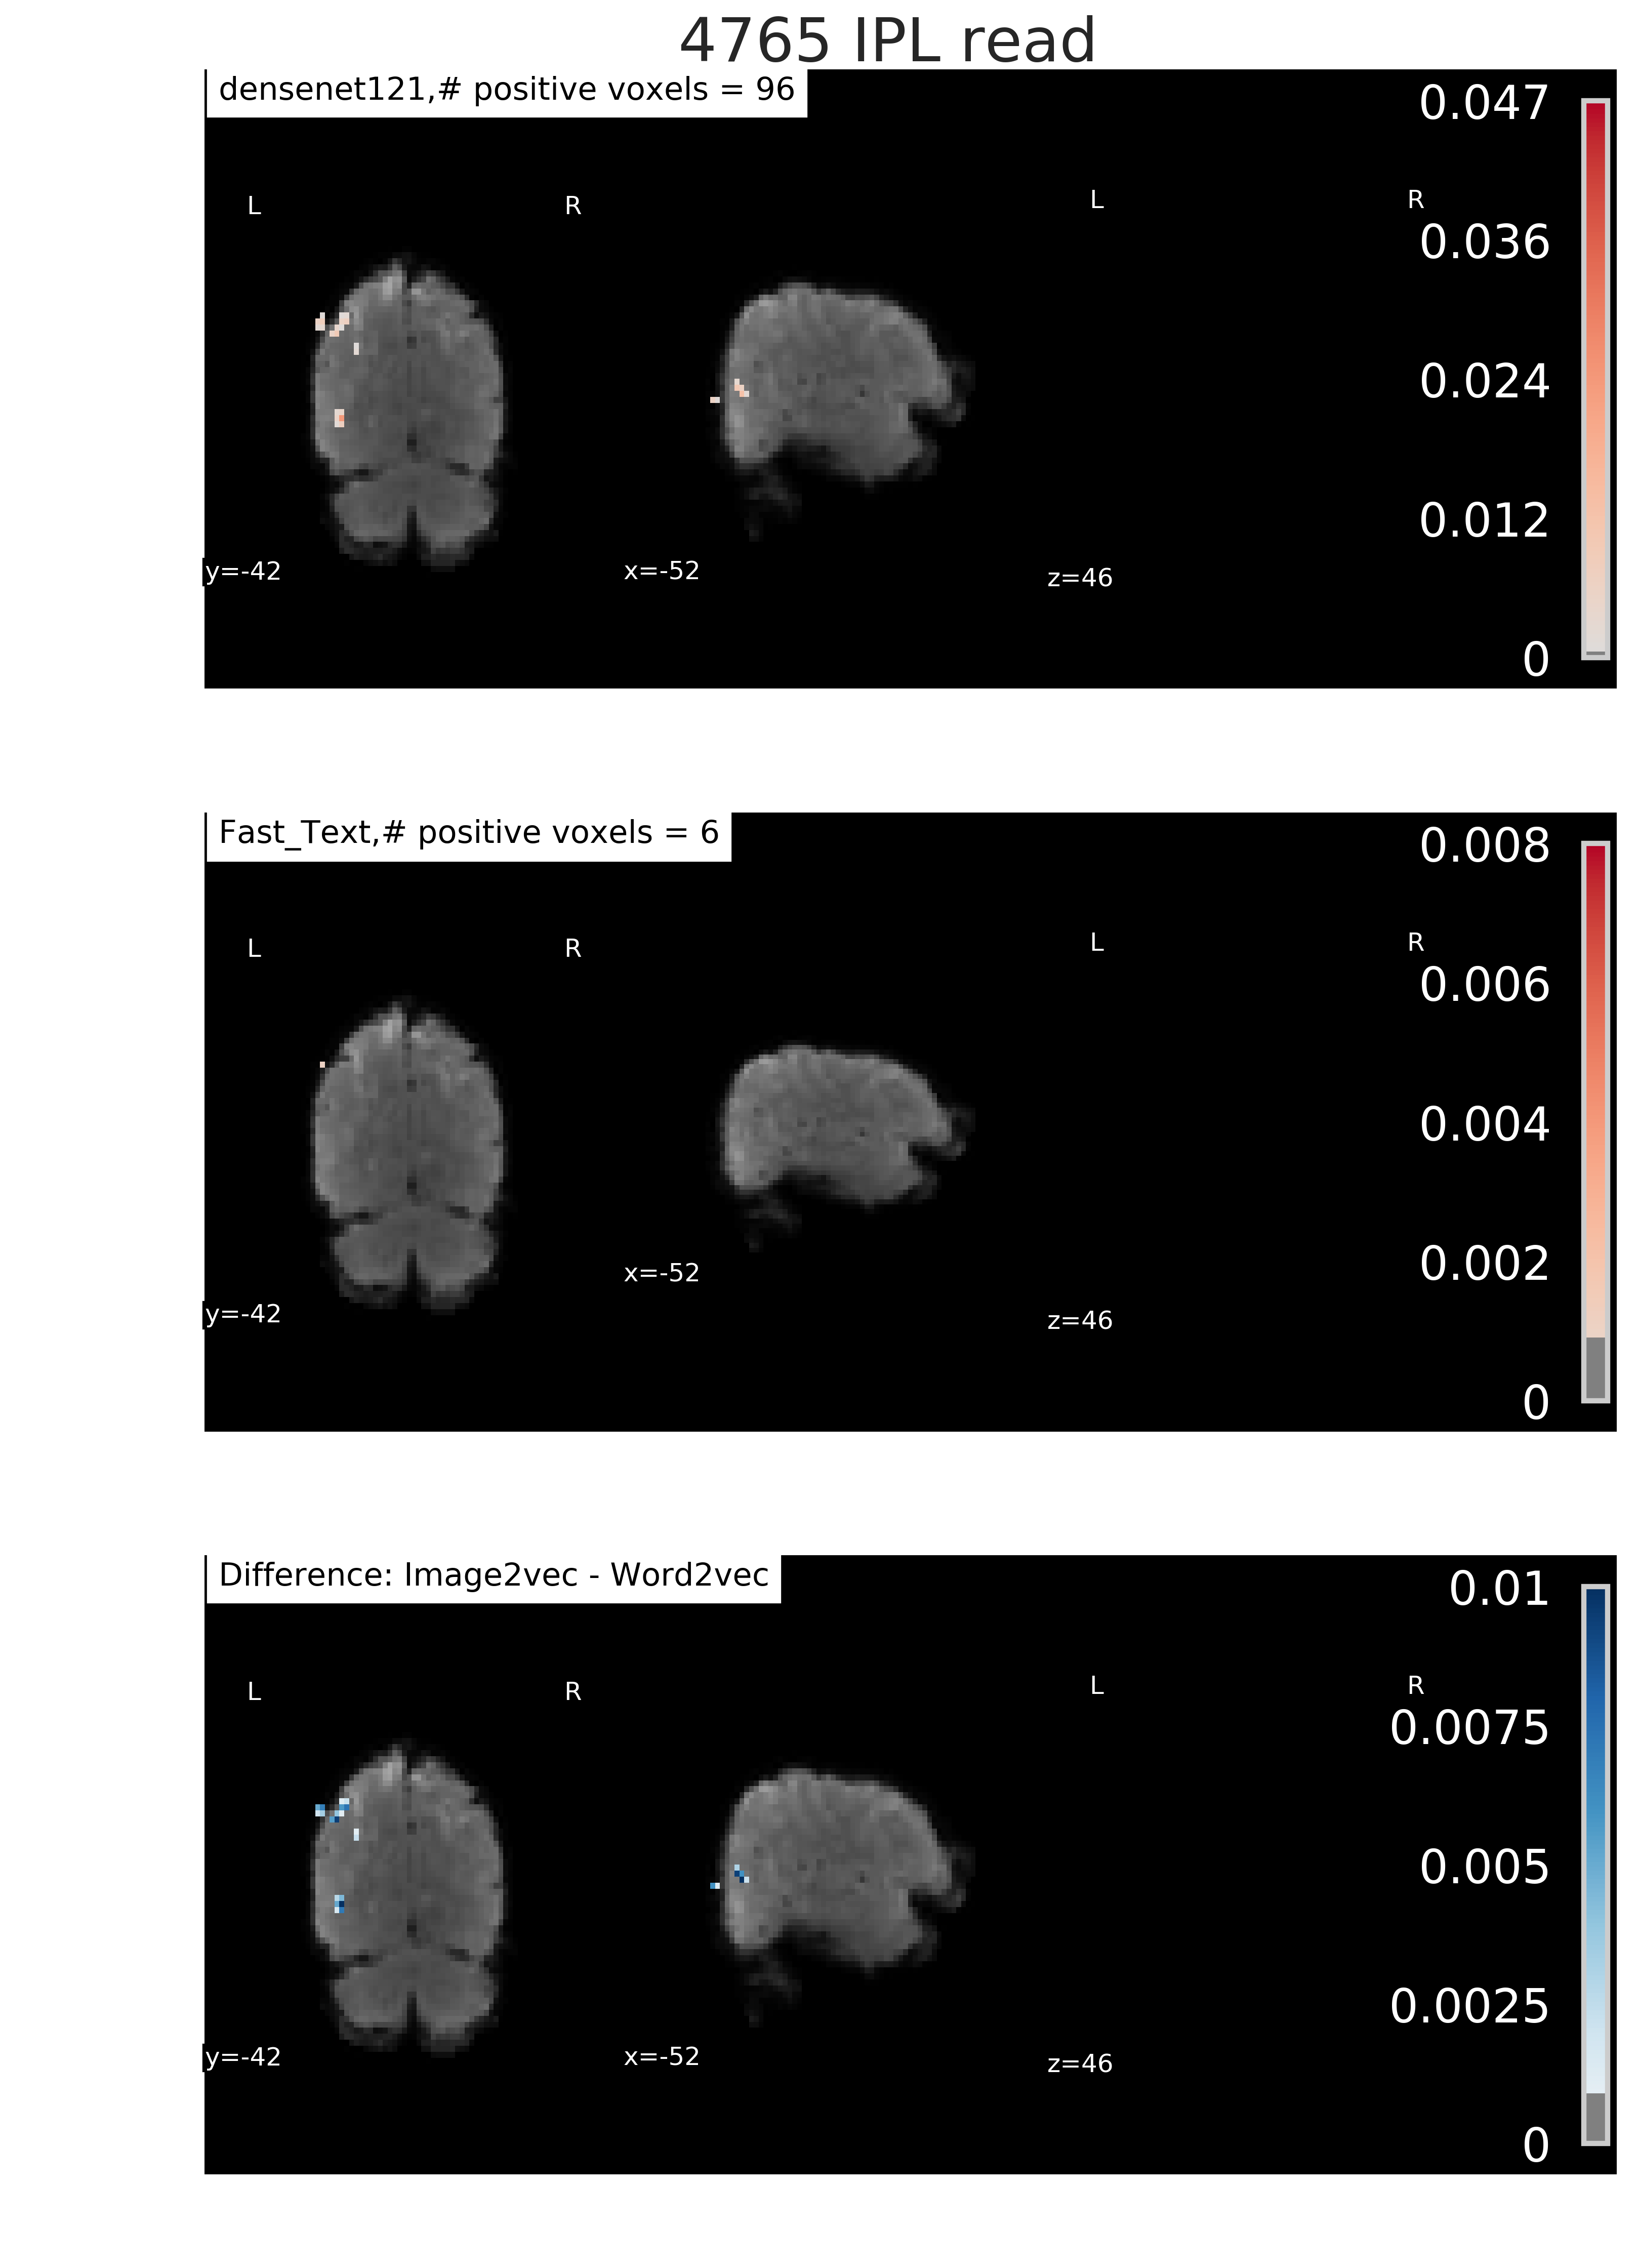 4765 IPL read
densenet121,# positive voxels = 96
0.047
L R L R
0.036
0.024
0.012
y=-42 x=-52 z=46
0
Fast_Text,# positive voxels = 6
0.008
L R L R
0.006
0.004
0.002
x=-52
y=-42 z=46
0
Difference: Image2vec - Word2vec
0.01
L R L R
0.0075
0.005
0.0025
y=-42 x=-52 z=46
0